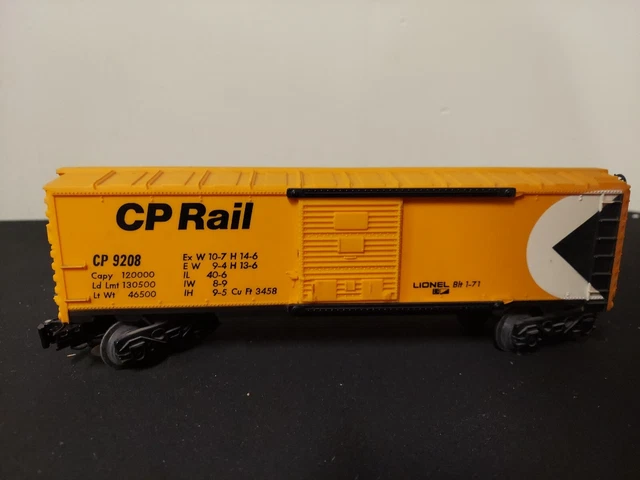 CP Rail
CP 9208
Capy 120000
Ld Lmt 130500
Lt Wt 46500
Ex W 10-7 H 14-6
E W 9-4 H 13-6
IL 40-6
IW 8-9
IH 9-5 Cu Ft 3458
LIONEL Blt 1-71